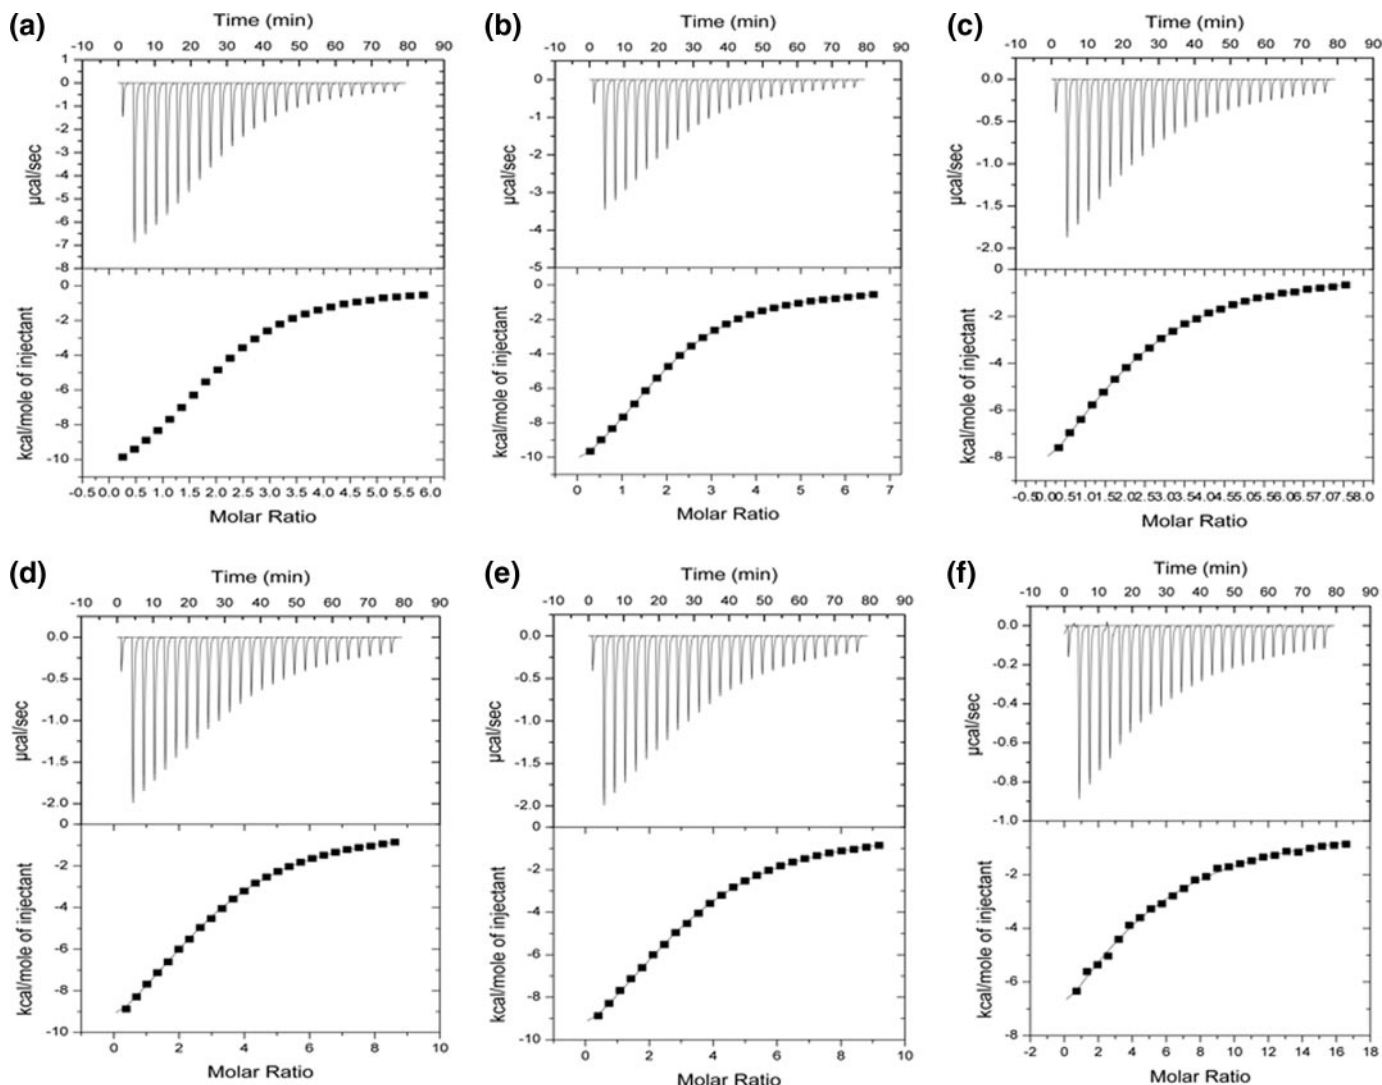 (a)
Time (min)
-10 0 10 20 30 40 50 60 70 80 90
1
0
-1
-2
-3
-4
-5
-6
-7
-8
µcal/sec
0
-2
-4
-6
-8
-10
kcal/mole of injectant
-0.5 0.0 0.5 1.0 1.5 2.0 2.5 3.0 3.5 4.0 4.5 5.0 5.5 6.0
Molar Ratio
(b)
Time (min)
-10 0 10 20 30 40 50 60 70 80 90
0
-1
-2
-3
-4
-5
µcal/sec
0
-2
-4
-6
-8
-10
kcal/mole of injectant
0 1 2 3 4 5 6 7
Molar Ratio
(c)
Time (min)
-10 0 10 20 30 40 50 60 70 80 90
0.0
-0.5
-1.0
-1.5
-2.0
µcal/sec
0
-2
-4
-6
-8
kcal/mole of injectant
-0.50.00.51.01.52.02.53.03.54.04.55.05.56.06.57.07.58.0
Molar Ratio
(d)
Time (min)
-10 0 10 20 30 40 50 60 70 80 90
0.0
-0.5
-1.0
-1.5
-2.0
µcal/sec
0
-2
-4
-6
-8
-10
kcal/mole of injectant
0 2 4 6 8 10
Molar Ratio
(e)
Time (min)
-10 0 10 20 30 40 50 60 70 80 90
0.0
-0.5
-1.0
-1.5
-2.0
µcal/sec
0
-2
-4
-6
-8
-10
kcal/mole of injectant
0 2 4 6 8 10
Molar Ratio
(f)
Time (min)
-10 0 10 20 30 40 50 60 70 80 90
0.0
-0.2
-0.4
-0.6
-0.8
-1.0
µcal/sec
-2
-4
-6
-8
kcal/mole of injectant
-2 0 2 4 6 8 10 12 14 16 18
Molar Ratio